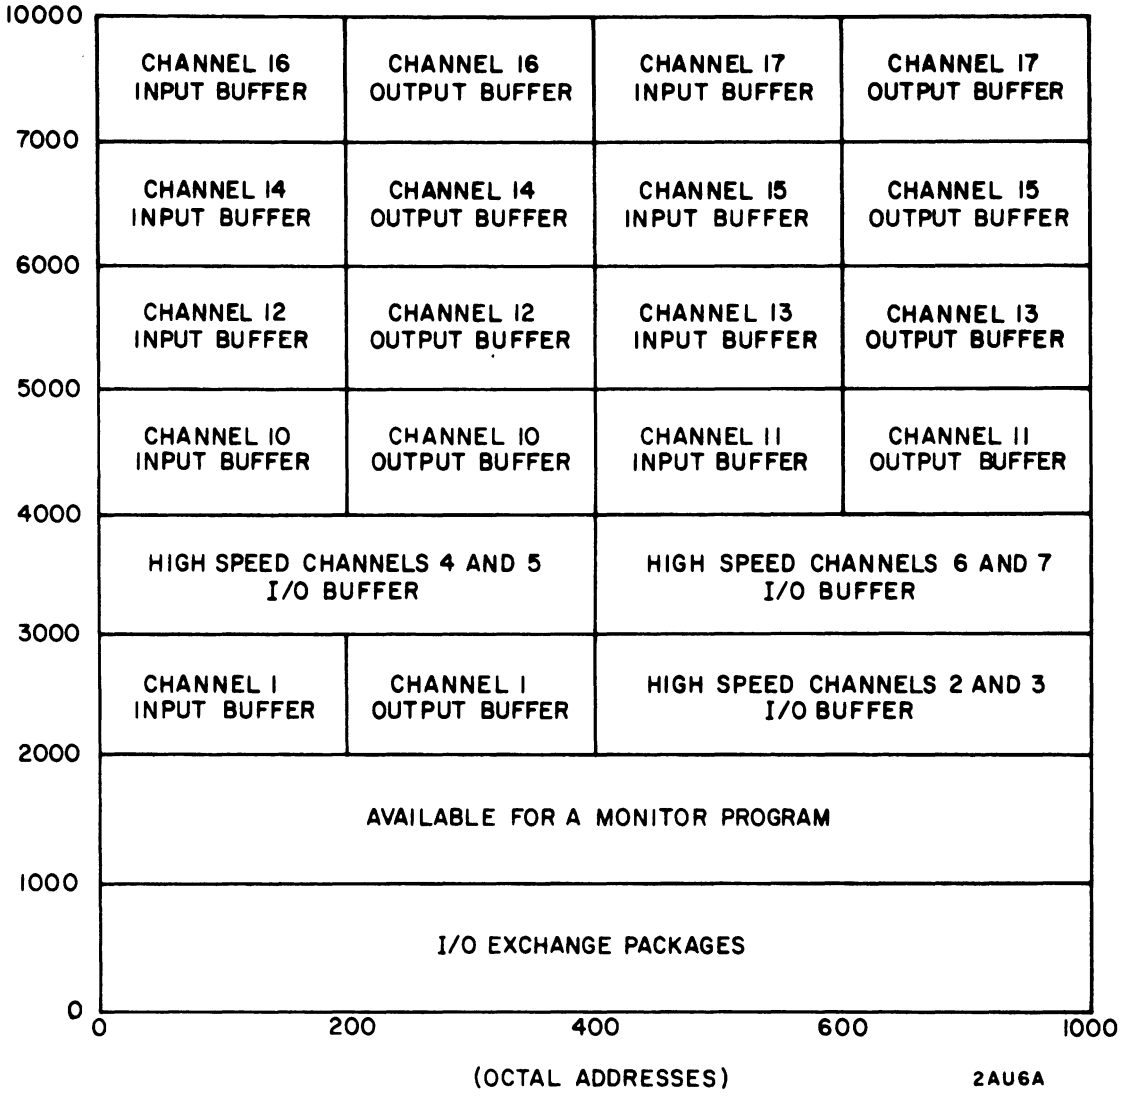 10000
CHANNEL 16
INPUT BUFFER
CHANNEL 16
OUTPUT BUFFER
CHANNEL 17
INPUT BUFFER
CHANNEL 17
OUTPUT BUFFER
7000
CHANNEL 14
INPUT BUFFER
CHANNEL 14
OUTPUT BUFFER
CHANNEL 15
INPUT BUFFER
CHANNEL 15
OUTPUT BUFFER
6000
CHANNEL 12
INPUT BUFFER
CHANNEL 12
OUTPUT BUFFER
CHANNEL 13
INPUT BUFFER
CHANNEL 13
OUTPUT BUFFER
5000
CHANNEL 10
INPUT BUFFER
CHANNEL 10
OUTPUT BUFFER
CHANNEL 11
INPUT BUFFER
CHANNEL 11
OUTPUT BUFFER
4000
HIGH SPEED CHANNELS 4 AND 5
I/O BUFFER
HIGH SPEED CHANNELS 6 AND 7
I/O BUFFER
3000
CHANNEL 1
INPUT BUFFER
CHANNEL 1
OUTPUT BUFFER
HIGH SPEED CHANNELS 2 AND 3
I/O BUFFER
2000
AVAILABLE FOR A MONITOR PROGRAM
1000
I/O EXCHANGE PACKAGES
0
0 200 400 600 1000
(OCTAL ADDRESSES)
2AU6A